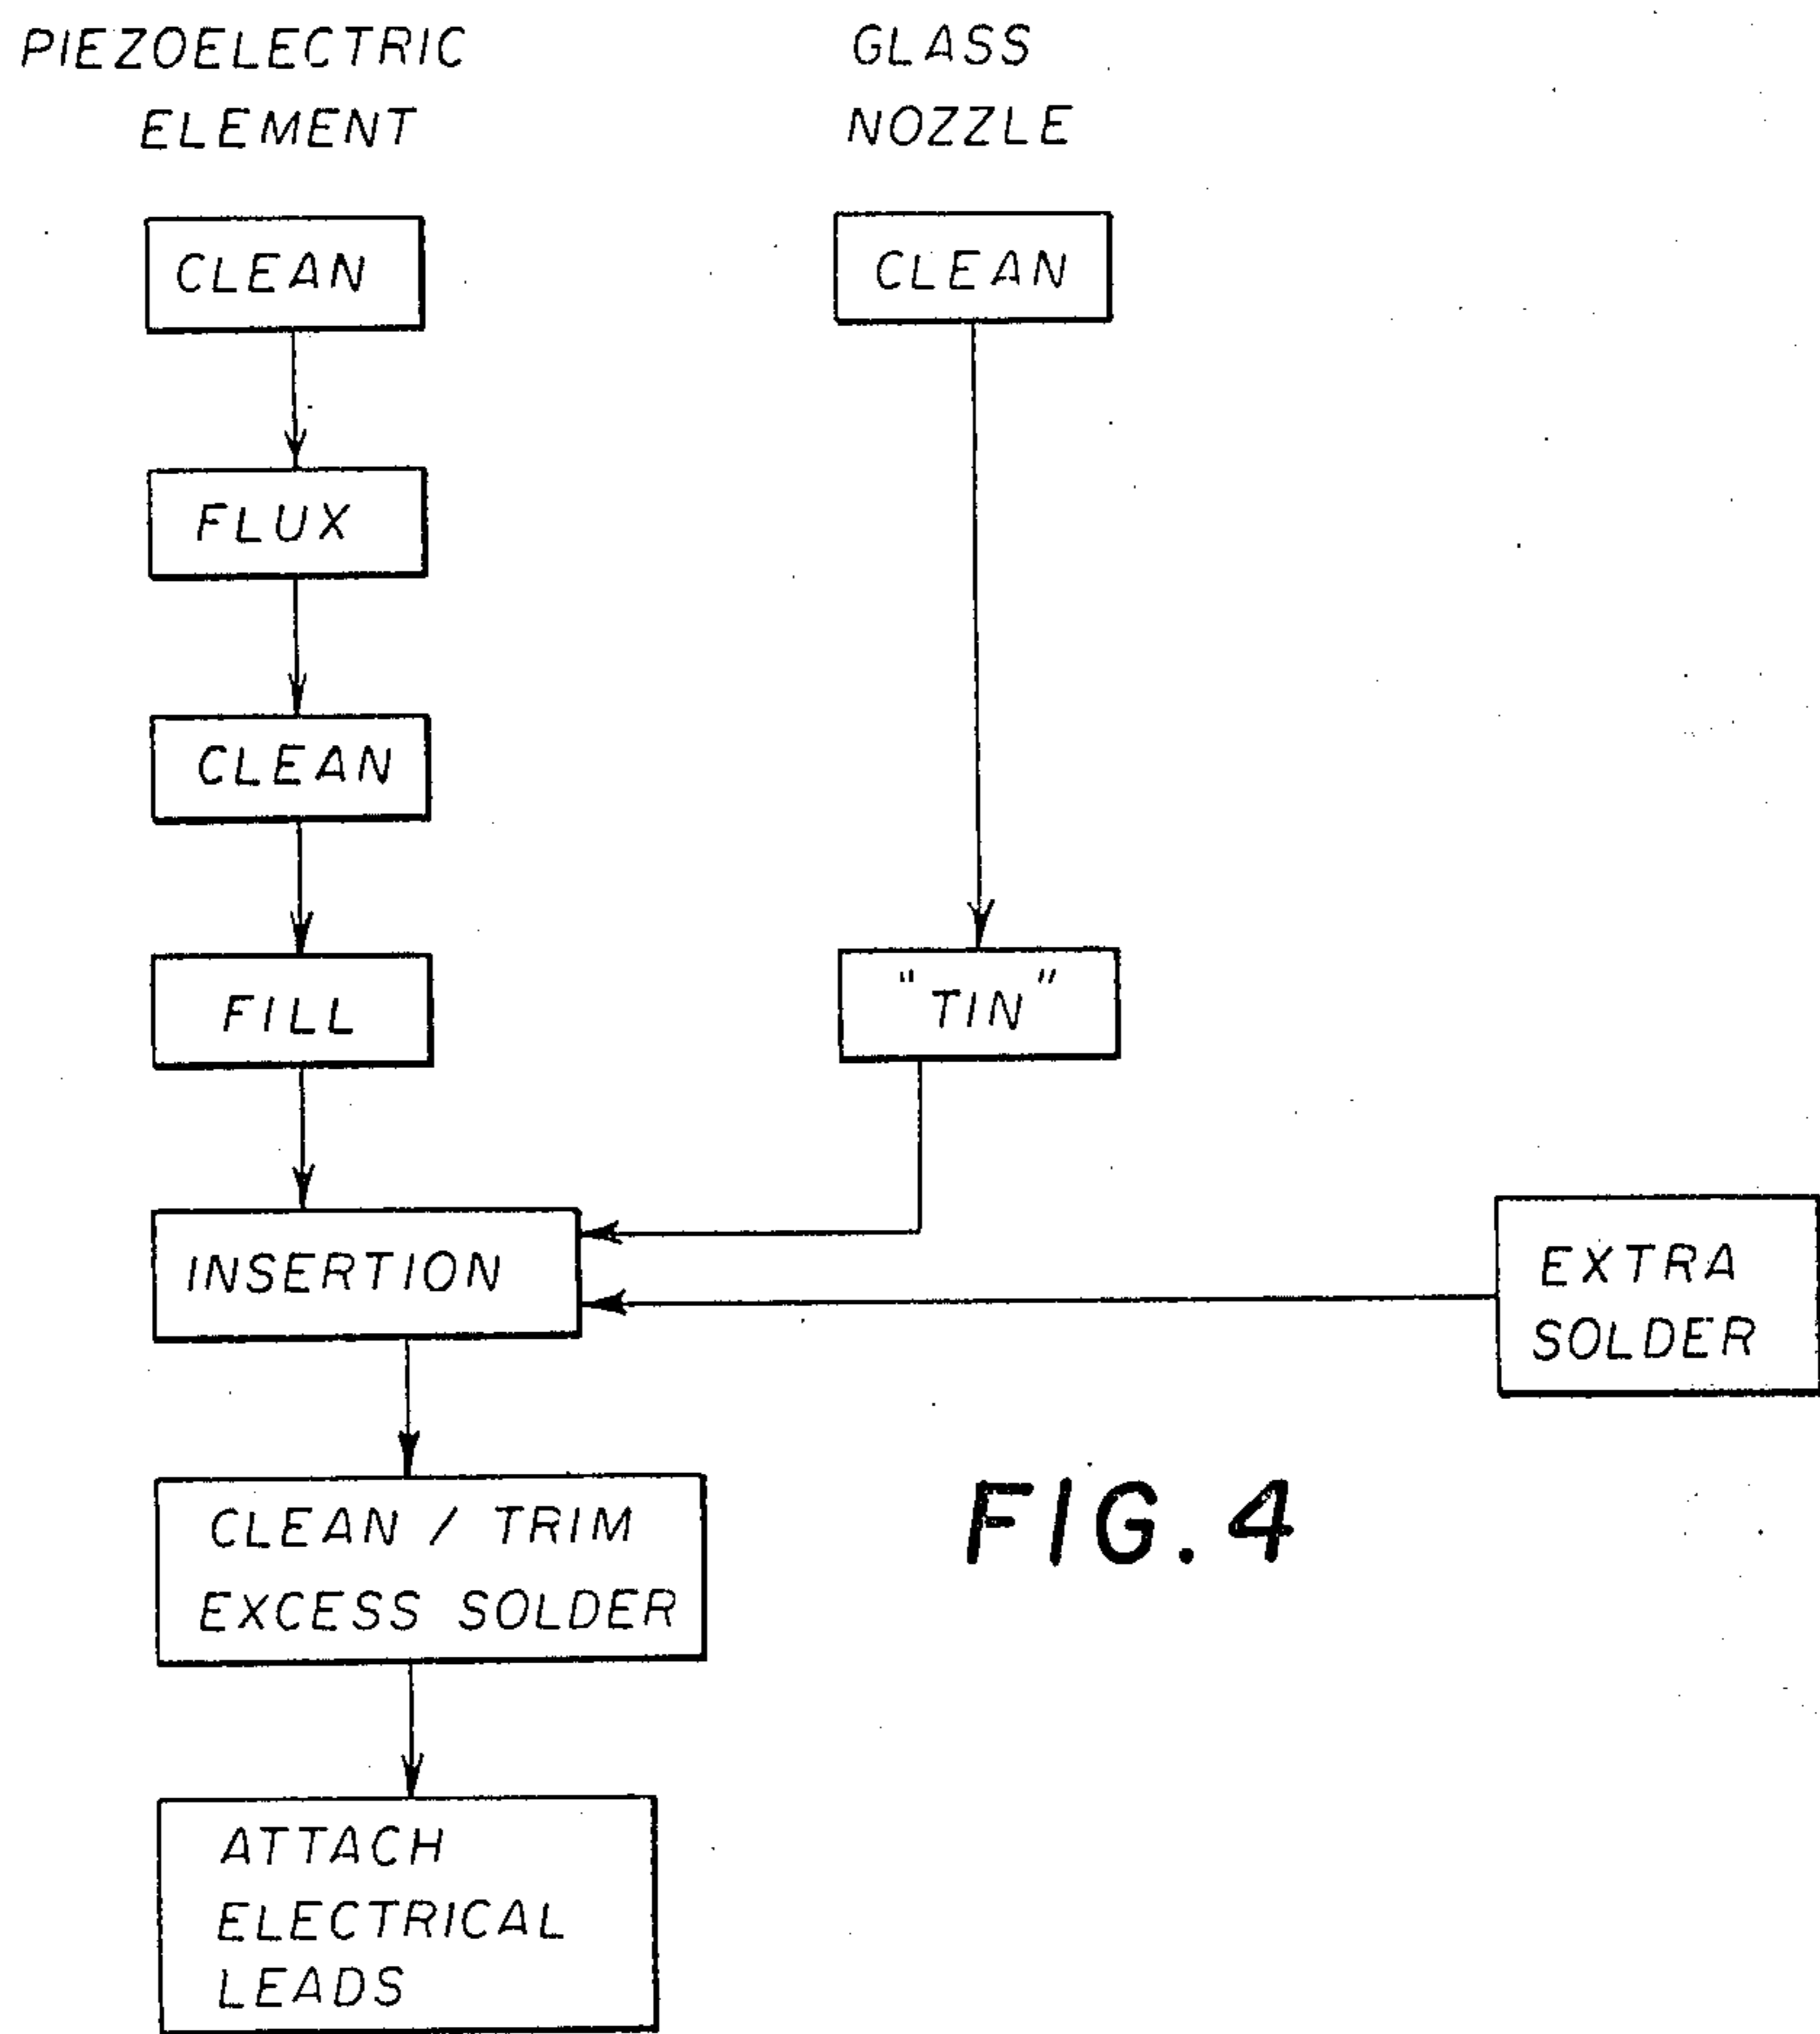 PIEZOELECTRIC
ELEMENT
GLASS
NOZZLE
CLEAN
CLEAN
FLUX
CLEAN
FILL
"TIN"
INSERTION
EXTRA
SOLDER
CLEAN / TRIM
EXCESS SOLDER
FIG. 4
ATTACH
ELECTRICAL
LEADS